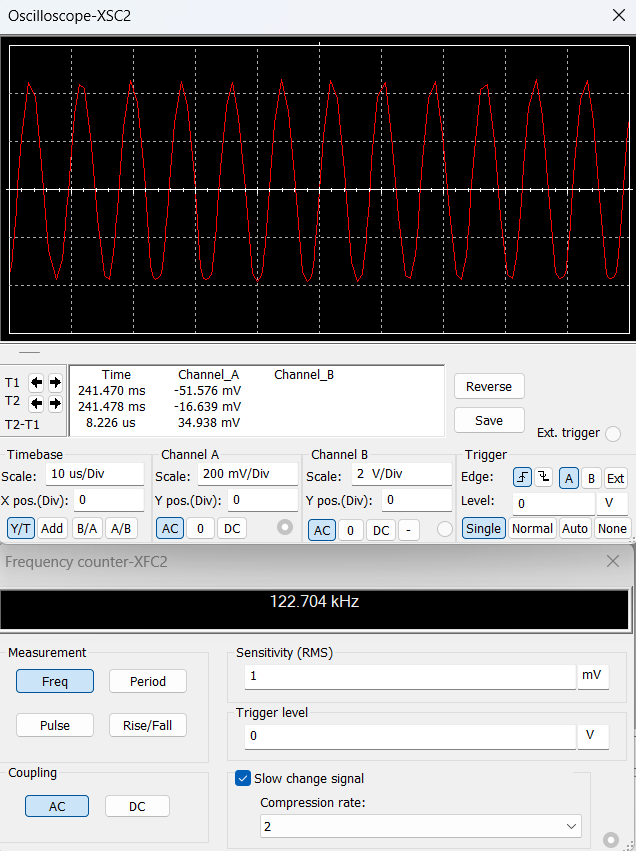 Oscilloscope-XSC2
Time Channel_A Channel_B
T1 241.470 ms -51.576 mV
T2 241.478 ms -16.639 mV
T2-T1 8.226 us 34.938 mV
Reverse
Save
Ext. trigger
Timebase
Scale: 10 us/Div
X pos.(Div): 0
Y/T Add B/A A/B
Channel A
Scale: 200 mV/Div
Y pos.(Div): 0
AC 0 DC
Channel B
Scale: 2 V/Div
Y pos.(Div): 0
AC 0 DC -
Trigger
Edge: A B Ext
Level: 0 V
Single Normal Auto None
Frequency counter-XFC2
122.704 kHz
Measurement
Freq Period
Pulse Rise/Fall
Coupling
AC DC
Sensitivity (RMS)
1 mV
Trigger level
0 V
Slow change signal
Compression rate:
2